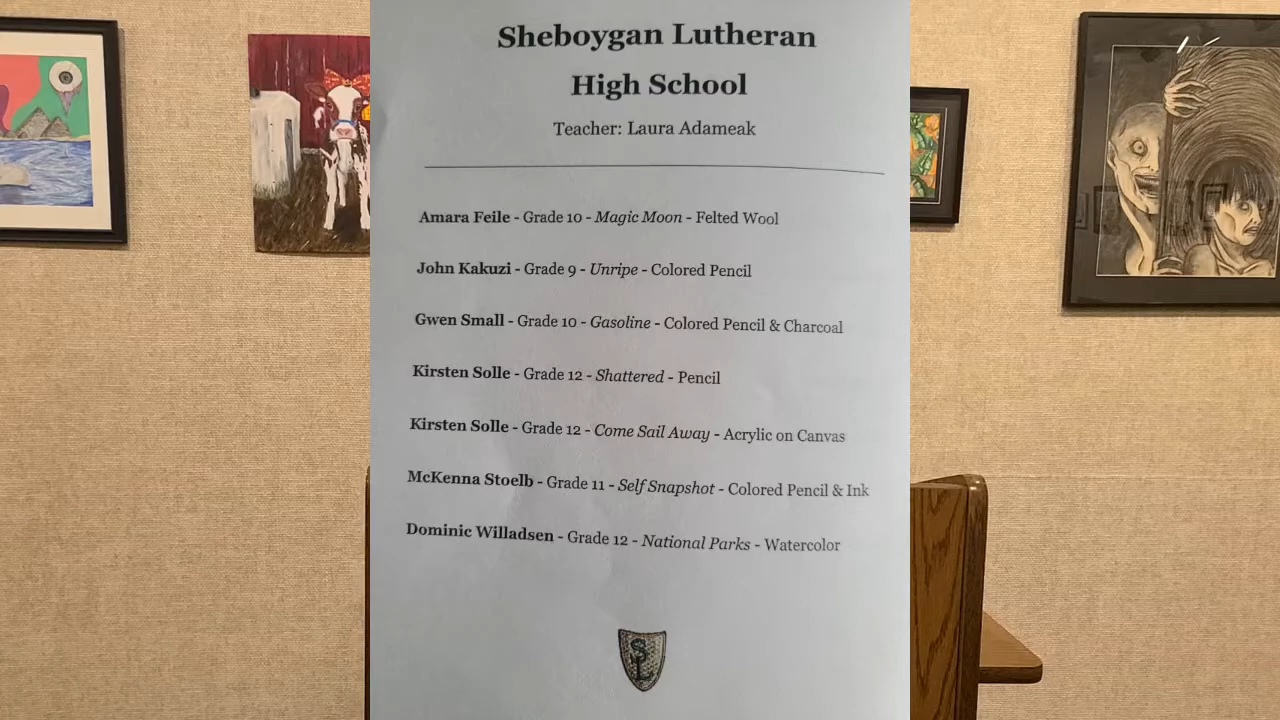 Sheboygan Lutheran
High School
Teacher: Laura Adameak
Amara Feile - Grade 10 - Magic Moon - Felted Wool
John Kakuzi - Grade 9 - Unripe - Colored Pencil
Gwen Small - Grade 10 - Gasoline - Colored Pencil & Charcoal
Kirsten Solle - Grade 12 - Shattered - Pencil
Kirsten Solle - Grade 12 - Come Sail Away - Acrylic on Canvas
McKenna Stoelb - Grade 11 - Self Snapshot - Colored Pencil & Ink
Dominic Willadsen - Grade 12 - National Parks - Watercolor
SL